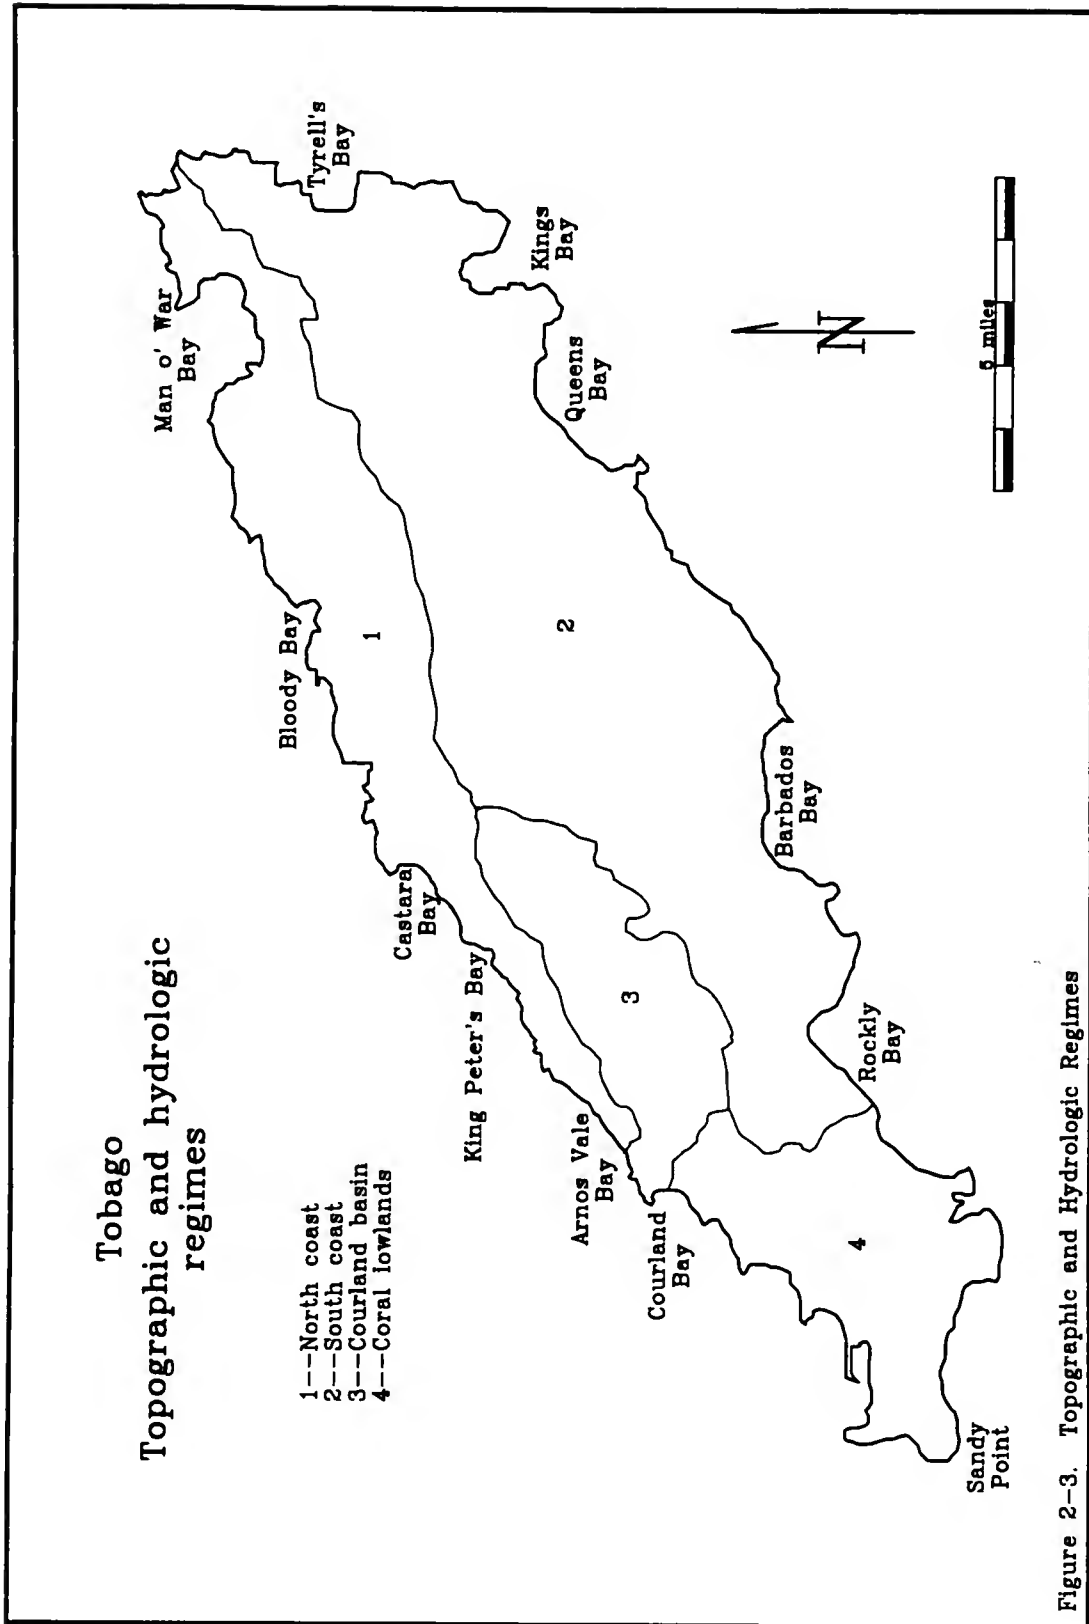 Tobago
Topographic and hydrologic
regimes
1--North coast
2--South coast
3--Courland basin
4--Coral lowlands
Man o' War
Bay
Tyrell's
Bay
Bloody Bay
Castara
Bay
King Peter's Bay
Arnos Vale
Bay
Courland
Bay
Kings
Bay
Queens
Bay
Barbados
Bay
Rockly
Bay
Sandy
Point
1
2
3
4
N
5 miles
Figure 2-3. Topographic and Hydrologic Regimes